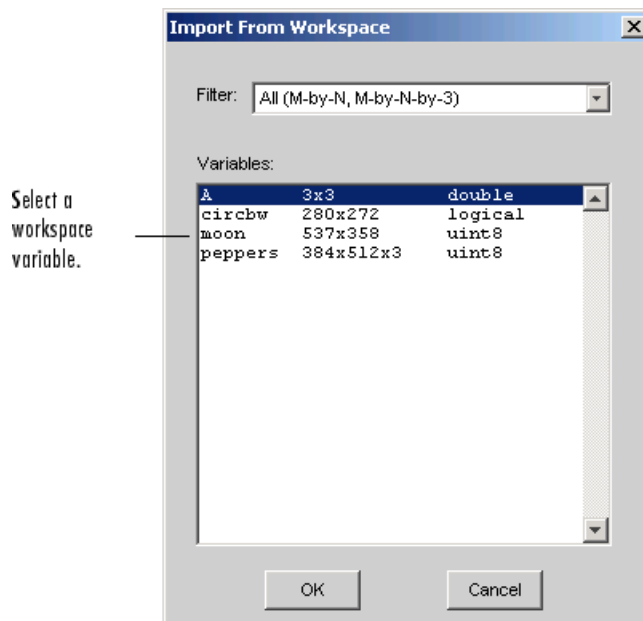 Import From Workspace
Filter: All (M-by-N, M-by-N-by-3)
Variables:
A 3x3 double
circbw 280x272 logical
moon 537x358 uint8
peppers 384x512x3 uint8
Select a
workspace
variable.
OK Cancel